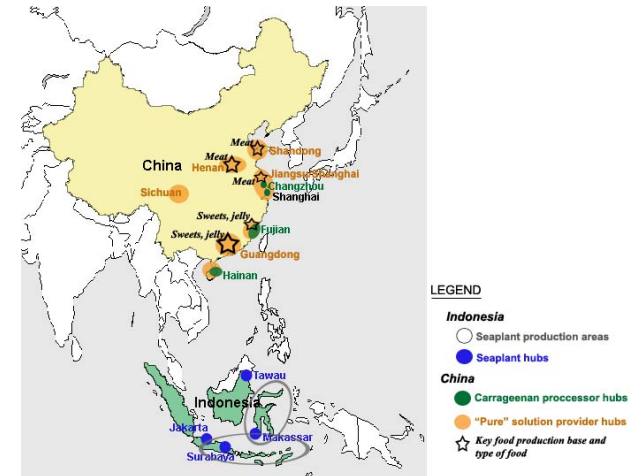 Meat
Shandong
Meat
Henan
China
Meat
Jiangsu-Shanghai
Changzhou
Sichuan
Shanghai
Sweets, jelly
Fujian
Sweets, jelly
Guangdong
Hainan
LEGEND
Indonesia
Seaplant production areas
Seaplant hubs
China
Carrageenan proccessor hubs
"Pure" solution provider hubs
Key food production base and
type of food
Tawau
Indonesia
Jakarta
Makassar
Surabaya